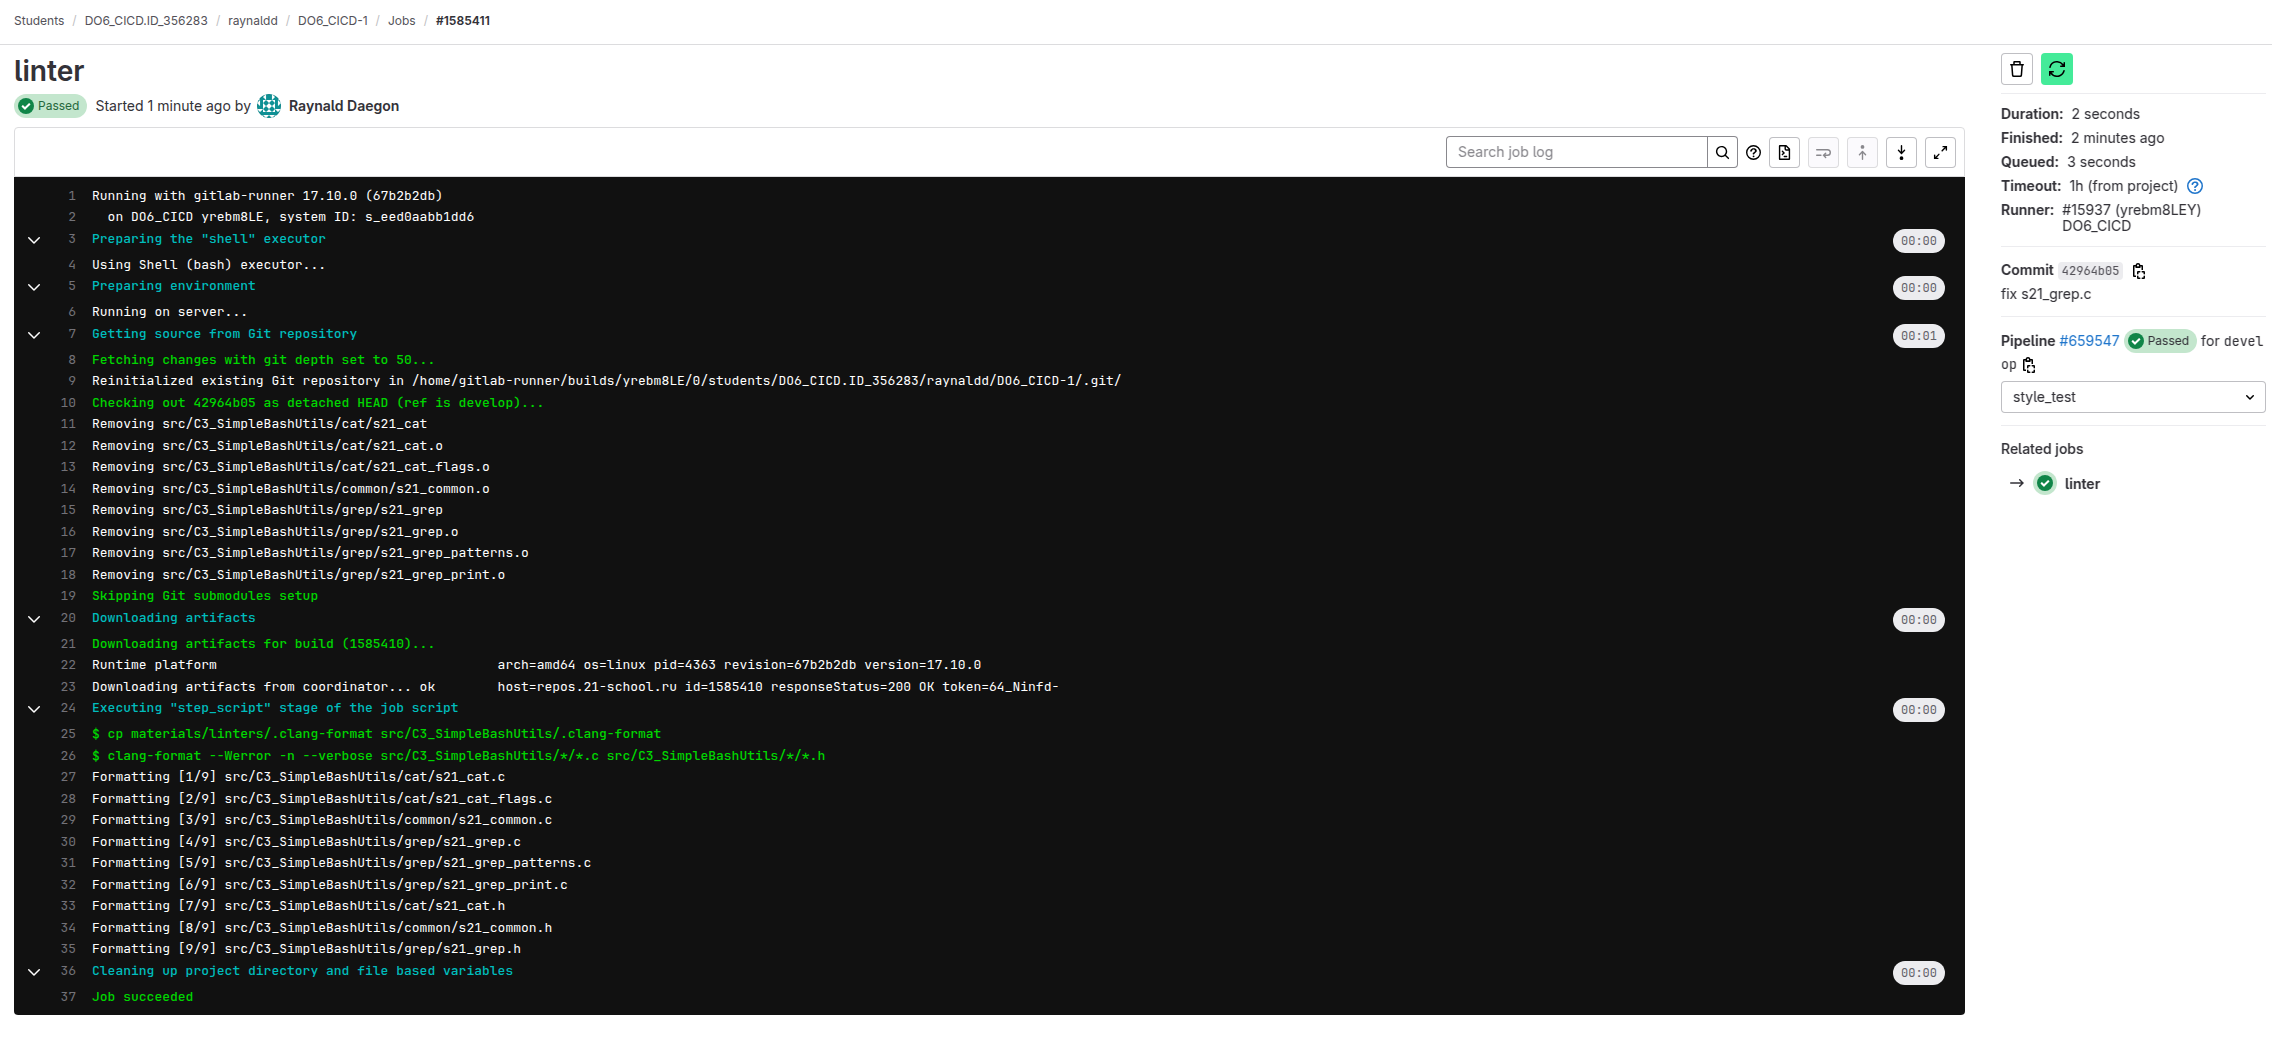 Students / DO6_CICD.ID_356283 / raynaldd / DO6_CICD-1 / Jobs / #1585411
linter
Passed Started 1 minute ago by Raynald Daegon
Search job log
1 Running with gitlab-runner 17.10.0 (67b2b2db)
2 on DO6_CICD yrebm8LE, system ID: s_eed0aabb1dd6
3 Preparing the "shell" executor 00:00
4 Using Shell (bash) executor...
5 Preparing environment 00:00
6 Running on server...
7 Getting source from Git repository 00:01
8 Fetching changes with git depth set to 50...
9 Reinitialized existing Git repository in /home/gitlab-runner/builds/yrebm8LE/0/students/DO6_CICD.ID_356283/raynaldd/DO6_CICD-1/.git/
10 Checking out 42964b05 as detached HEAD (ref is develop)...
11 Removing src/C3_SimpleBashUtils/cat/s21_cat
12 Removing src/C3_SimpleBashUtils/cat/s21_cat.o
13 Removing src/C3_SimpleBashUtils/cat/s21_cat_flags.o
14 Removing src/C3_SimpleBashUtils/common/s21_common.o
15 Removing src/C3_SimpleBashUtils/grep/s21_grep
16 Removing src/C3_SimpleBashUtils/grep/s21_grep.o
17 Removing src/C3_SimpleBashUtils/grep/s21_grep_patterns.o
18 Removing src/C3_SimpleBashUtils/grep/s21_grep_print.o
19 Skipping Git submodules setup
20 Downloading artifacts 00:00
21 Downloading artifacts for build (1585410)...
22 Runtime platform arch=amd64 os=linux pid=4363 revision=67b2b2db version=17.10.0
23 Downloading artifacts from coordinator... ok host=repos.21-school.ru id=1585410 responseStatus=200 OK token=64_Ninfd-
24 Executing "step_script" stage of the job script 00:00
25 $ cp materials/linters/.clang-format src/C3_SimpleBashUtils/.clang-format
26 $ clang-format --Werror -n --verbose src/C3_SimpleBashUtils/*/*.c src/C3_SimpleBashUtils/*/*.h
27 Formatting [1/9] src/C3_SimpleBashUtils/cat/s21_cat.c
28 Formatting [2/9] src/C3_SimpleBashUtils/cat/s21_cat_flags.c
29 Formatting [3/9] src/C3_SimpleBashUtils/common/s21_common.c
30 Formatting [4/9] src/C3_SimpleBashUtils/grep/s21_grep.c
31 Formatting [5/9] src/C3_SimpleBashUtils/grep/s21_grep_patterns.c
32 Formatting [6/9] src/C3_SimpleBashUtils/grep/s21_grep_print.c
33 Formatting [7/9] src/C3_SimpleBashUtils/cat/s21_cat.h
34 Formatting [8/9] src/C3_SimpleBashUtils/common/s21_common.h
35 Formatting [9/9] src/C3_SimpleBashUtils/grep/s21_grep.h
36 Cleaning up project directory and file based variables 00:00
37 Job succeeded
Duration: 2 seconds
Finished: 2 minutes ago
Queued: 3 seconds
Timeout: 1h (from project)
Runner: #15937 (yrebm8LEY)
DO6_CICD
Commit 42964b05
fix s21_grep.c
Pipeline #659547 Passed for devel
op
style_test
Related jobs
→ linter